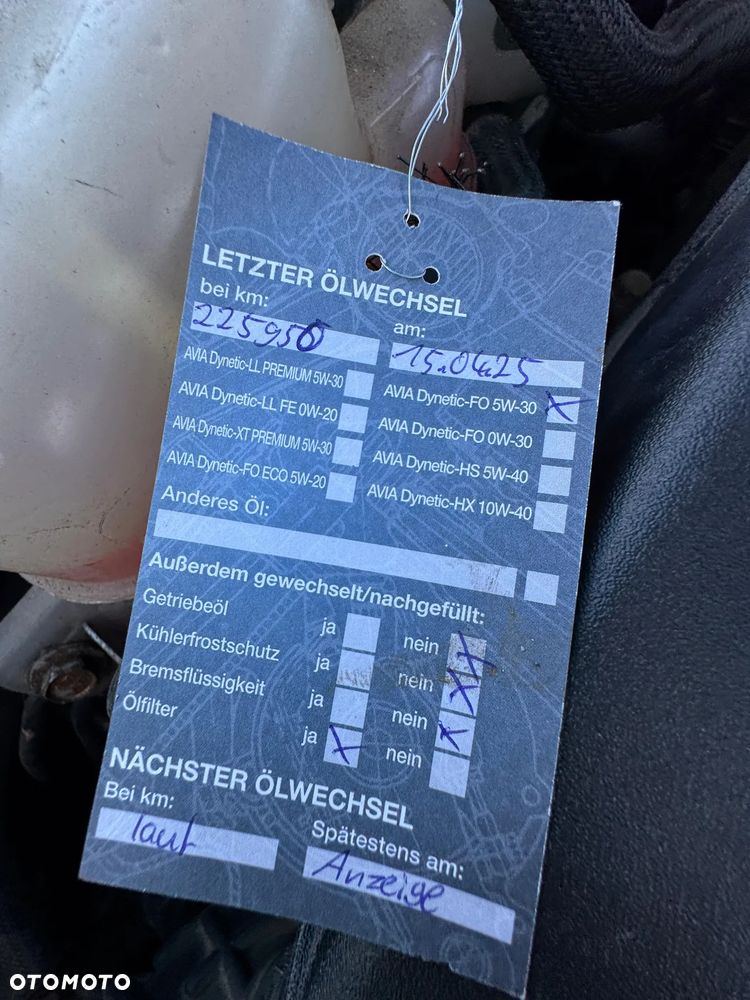 LETZTER ÖLWECHSEL
bei km: am:
225950 15.04.25
AVIA Dynetic-LL PREMIUM 5W-30 AVIA Dynetic-FO 5W-30 X
AVIA Dynetic-LL FE 0W-20 AVIA Dynetic-FO 0W-30
AVIA Dynetic-XT PREMIUM 5W-30 AVIA Dynetic-HS 5W-40
AVIA Dynetic-FO ECO 5W-20 AVIA Dynetic-HX 10W-40
Anderes Öl:
Außerdem gewechselt/nachgefüllt:
Getriebeöl ja nein X
Kühlerfrostschutz ja nein X
Bremsflüssigkeit ja nein X
Ölfilter ja X nein
NÄCHSTER ÖLWECHSEL
Bei km: Spätestens am:
laut Anzeige
OTOMOTO